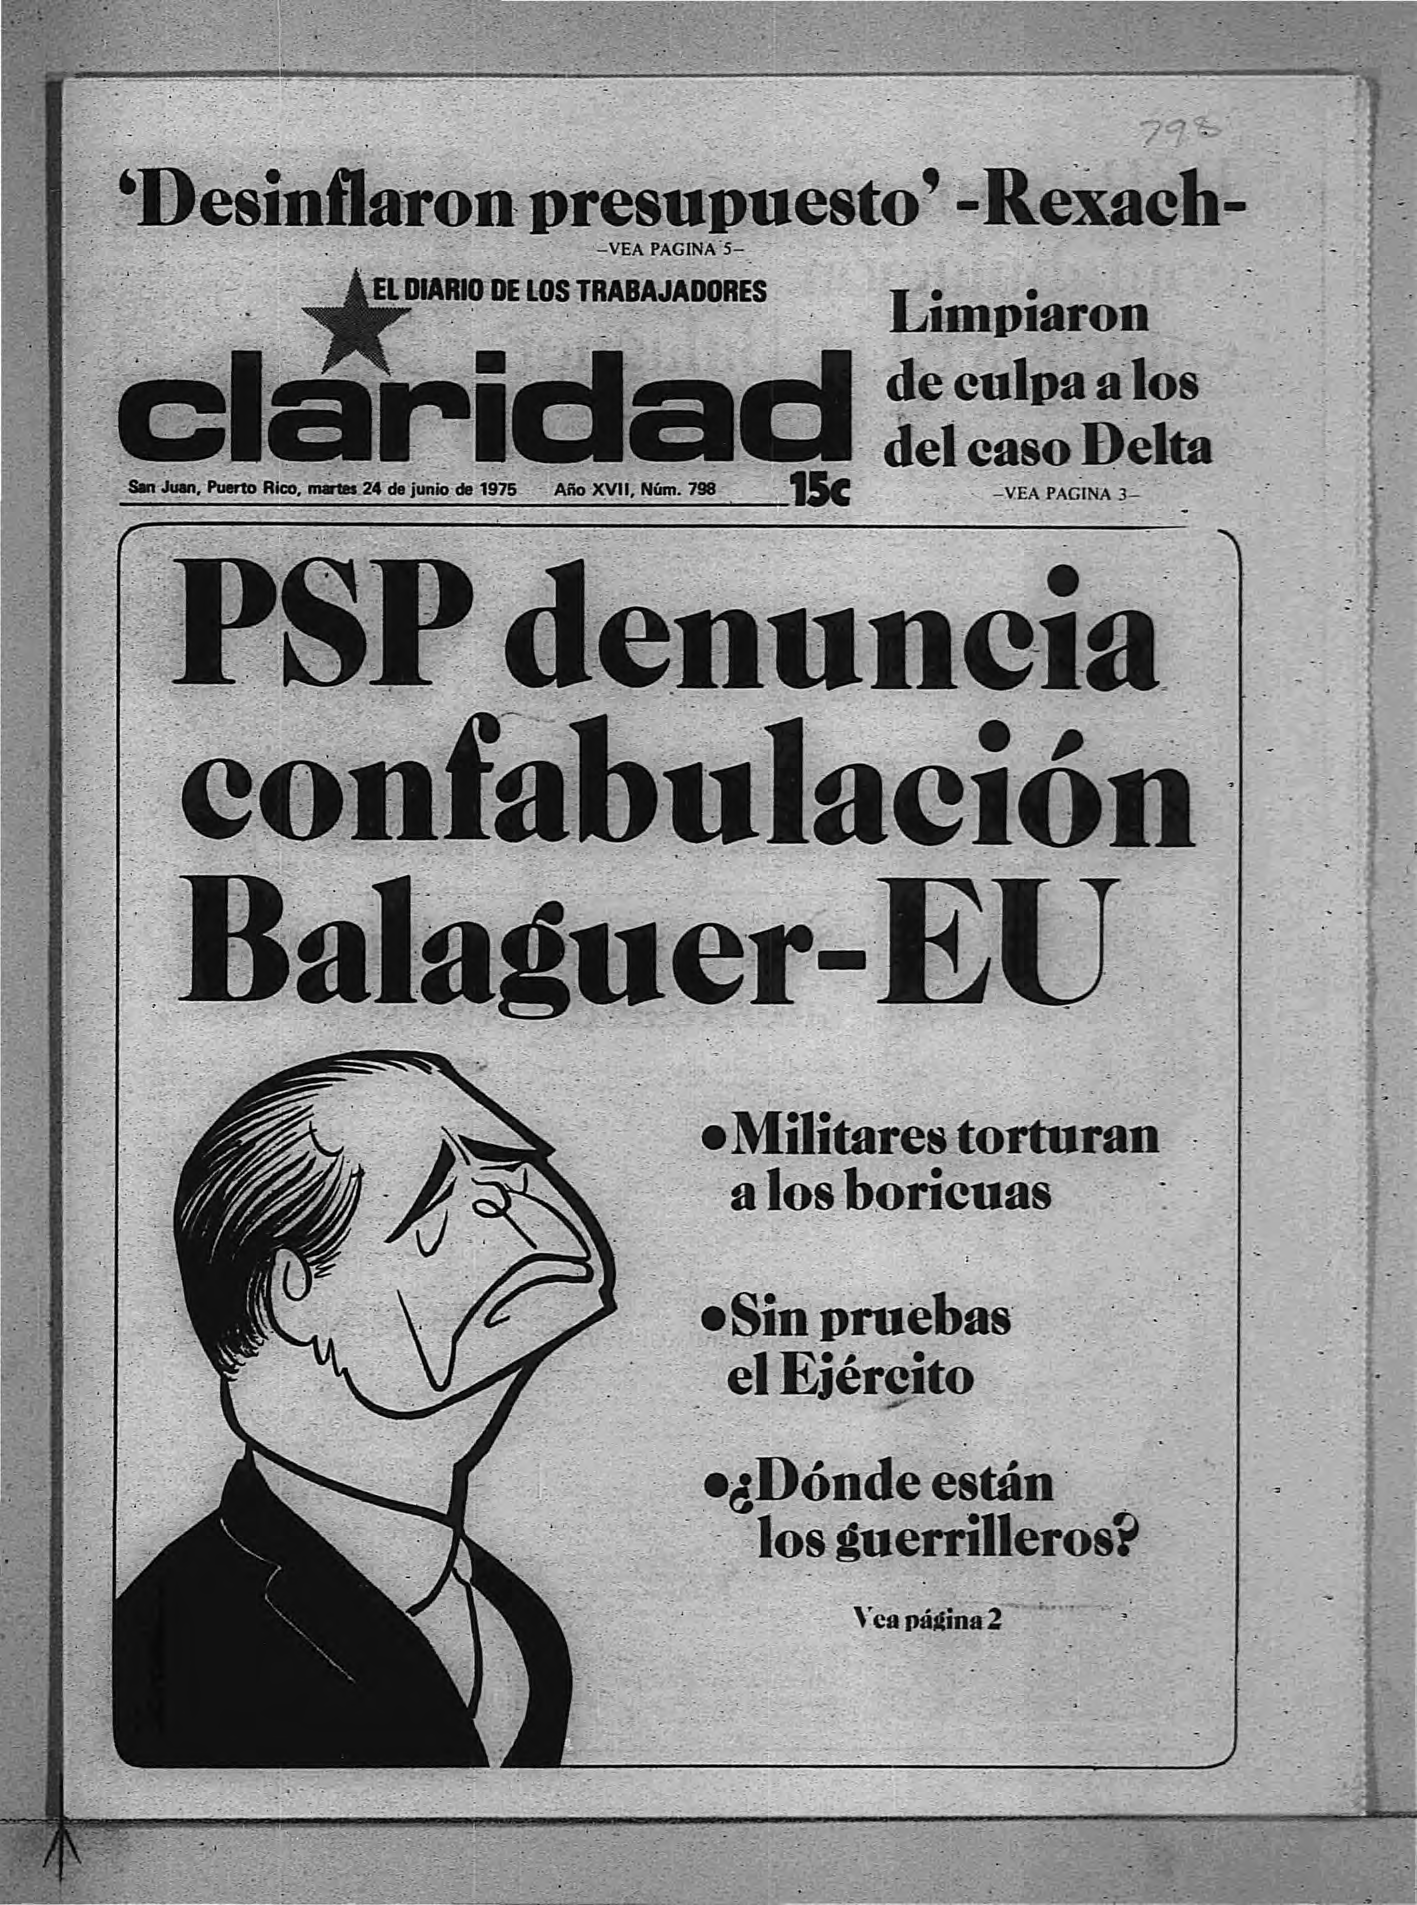 798
‘Desinflaron presupuesto’ -Rexach-
–VEA PAGINA 5–
EL DIARIO DE LOS TRABAJADORES
claridad
San Juan, Puerto Rico, martes 24 de junio de 1975 Año XVII, Núm. 798 15c
Limpiaron
de culpa a los
del caso Delta
–VEA PAGINA 3–
PSP denuncia
confabulación
Balaguer-EU
•Militares torturan
a los boricuas
•Sin pruebas
el Ejército
•¿Dónde están
los guerrilleros?
Vea página 2